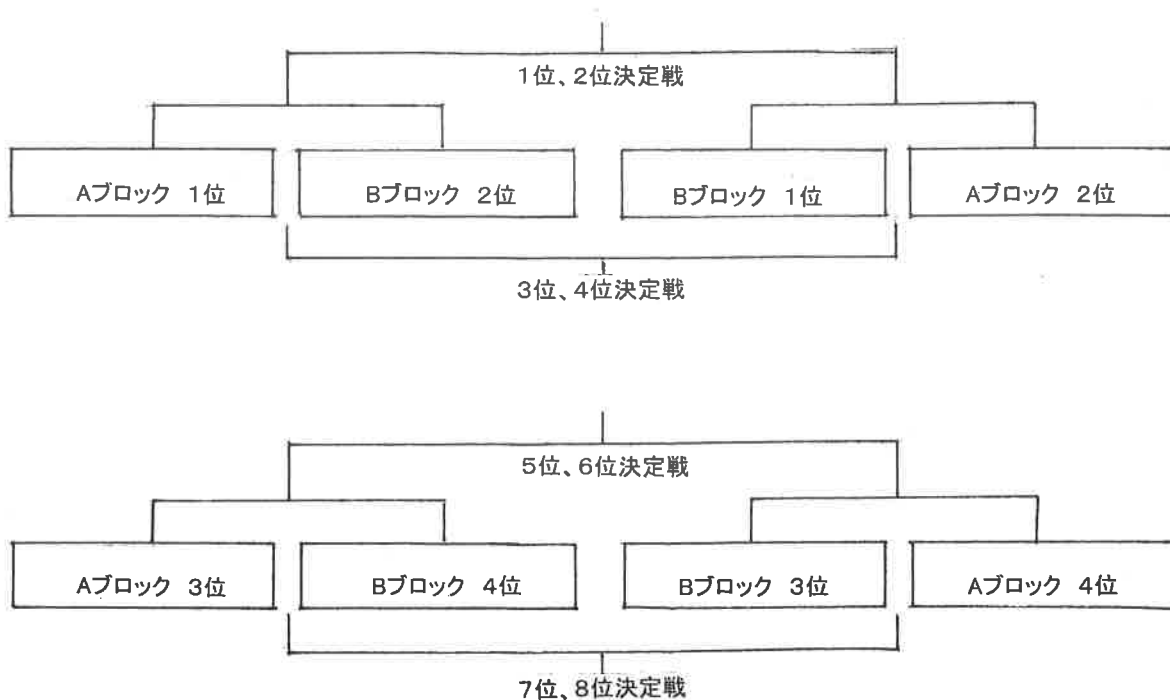 1位、2位決定戦
Aブロック 1位
Bブロック 2位
Bブロック 1位
Aブロック 2位
3位、4位決定戦
5位、6位決定戦
Aブロック 3位
Bブロック 4位
Bブロック 3位
Aブロック 4位
7位、8位決定戦